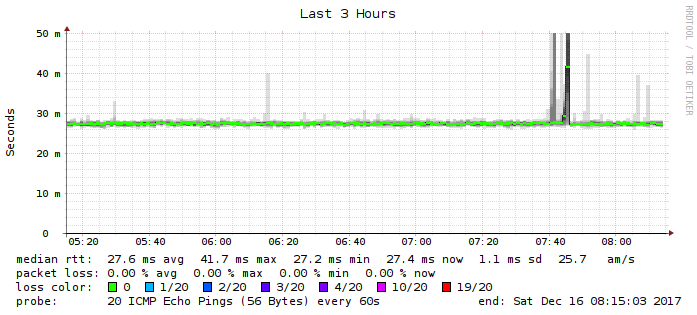 Last 3 Hours
RRDTOOL / TOBI OETIKER
Seconds
50 m
40 m
30 m
20 m
10 m
0
05:20 05:40 06:00 06:20 06:40 07:00 07:20 07:40 08:00
median rtt: 27.6 ms avg 41.7 ms max 27.2 ms min 27.4 ms now 1.1 ms sd 25.7 am/s
packet loss: 0.00 % avg 0.00 % max 0.00 % min 0.00 % now
loss color: 0 1/20 2/20 3/20 4/20 10/20 19/20
probe: 20 ICMP Echo Pings (56 Bytes) every 60s end: Sat Dec 16 08:15:03 2017